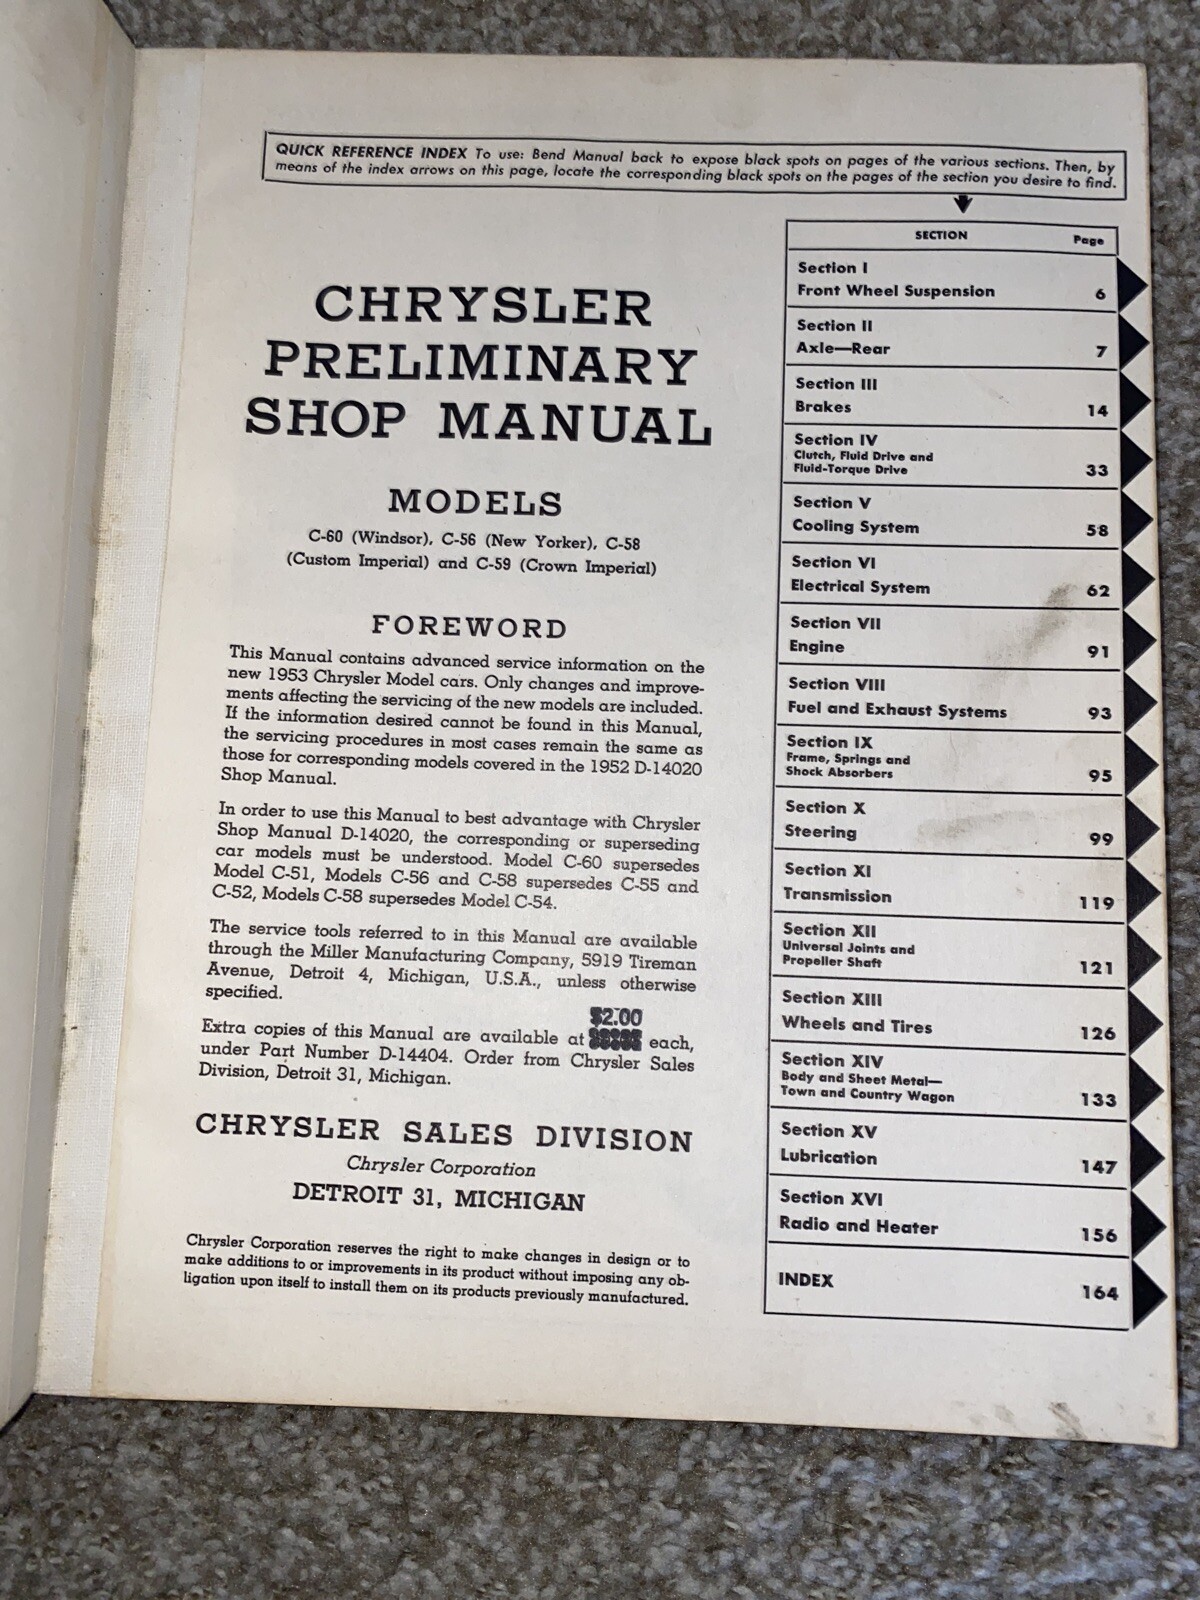 QUICK REFERENCE INDEX To use: Bend Manual back to expose black spots on pages of the various sections. Then, by
means of the index arrows on this page, locate the corresponding black spots on the pages of the section you desire to find.
CHRYSLER
PRELIMINARY
SHOP MANUAL
MODELS
C-60 (Windsor), C-56 (New Yorker), C-58
(Custom Imperial) and C-59 (Crown Imperial)
FOREWORD
This Manual contains advanced service information on the
new 1953 Chrysler Model cars. Only changes and improve-
ments affecting the servicing of the new models are included.
If the information desired cannot be found in this Manual,
the servicing procedures in most cases remain the same as
those for corresponding models covered in the 1952 D-14020
Shop Manual.
In order to use this Manual to best advantage with Chrysler
Shop Manual D-14020, the corresponding or superseding
car models must be understood. Model C-60 supersedes
Model C-51, Models C-56 and C-58 supersedes C-55 and
C-52, Models C-58 supersedes Model C-54.
The service tools referred to in this Manual are available
through the Miller Manufacturing Company, 5919 Tireman
Avenue, Detroit 4, Michigan, U.S.A., unless otherwise
specified.
$2.00
Extra copies of this Manual are available at each,
under Part Number D-14404. Order from Chrysler Sales
Division, Detroit 31, Michigan.
CHRYSLER SALES DIVISION
Chrysler Corporation
DETROIT 31, MICHIGAN
Chrysler Corporation reserves the right to make changes in design or to
make additions to or improvements in its product without imposing any ob-
ligation upon itself to install them on its products previously manufactured.
SECTION Page
Section I
Front Wheel Suspension 6
Section II
Axle—Rear 7
Section III
Brakes 14
Section IV
Clutch, Fluid Drive and
Fluid-Torque Drive 33
Section V
Cooling System 58
Section VI
Electrical System 62
Section VII
Engine 91
Section VIII
Fuel and Exhaust Systems 93
Section IX
Frame, Springs and
Shock Absorbers 95
Section X
Steering 99
Section XI
Transmission 119
Section XII
Universal Joints and
Propeller Shaft 121
Section XIII
Wheels and Tires 126
Section XIV
Body and Sheet Metal—
Town and Country Wagon 133
Section XV
Lubrication 147
Section XVI
Radio and Heater 156
INDEX 164